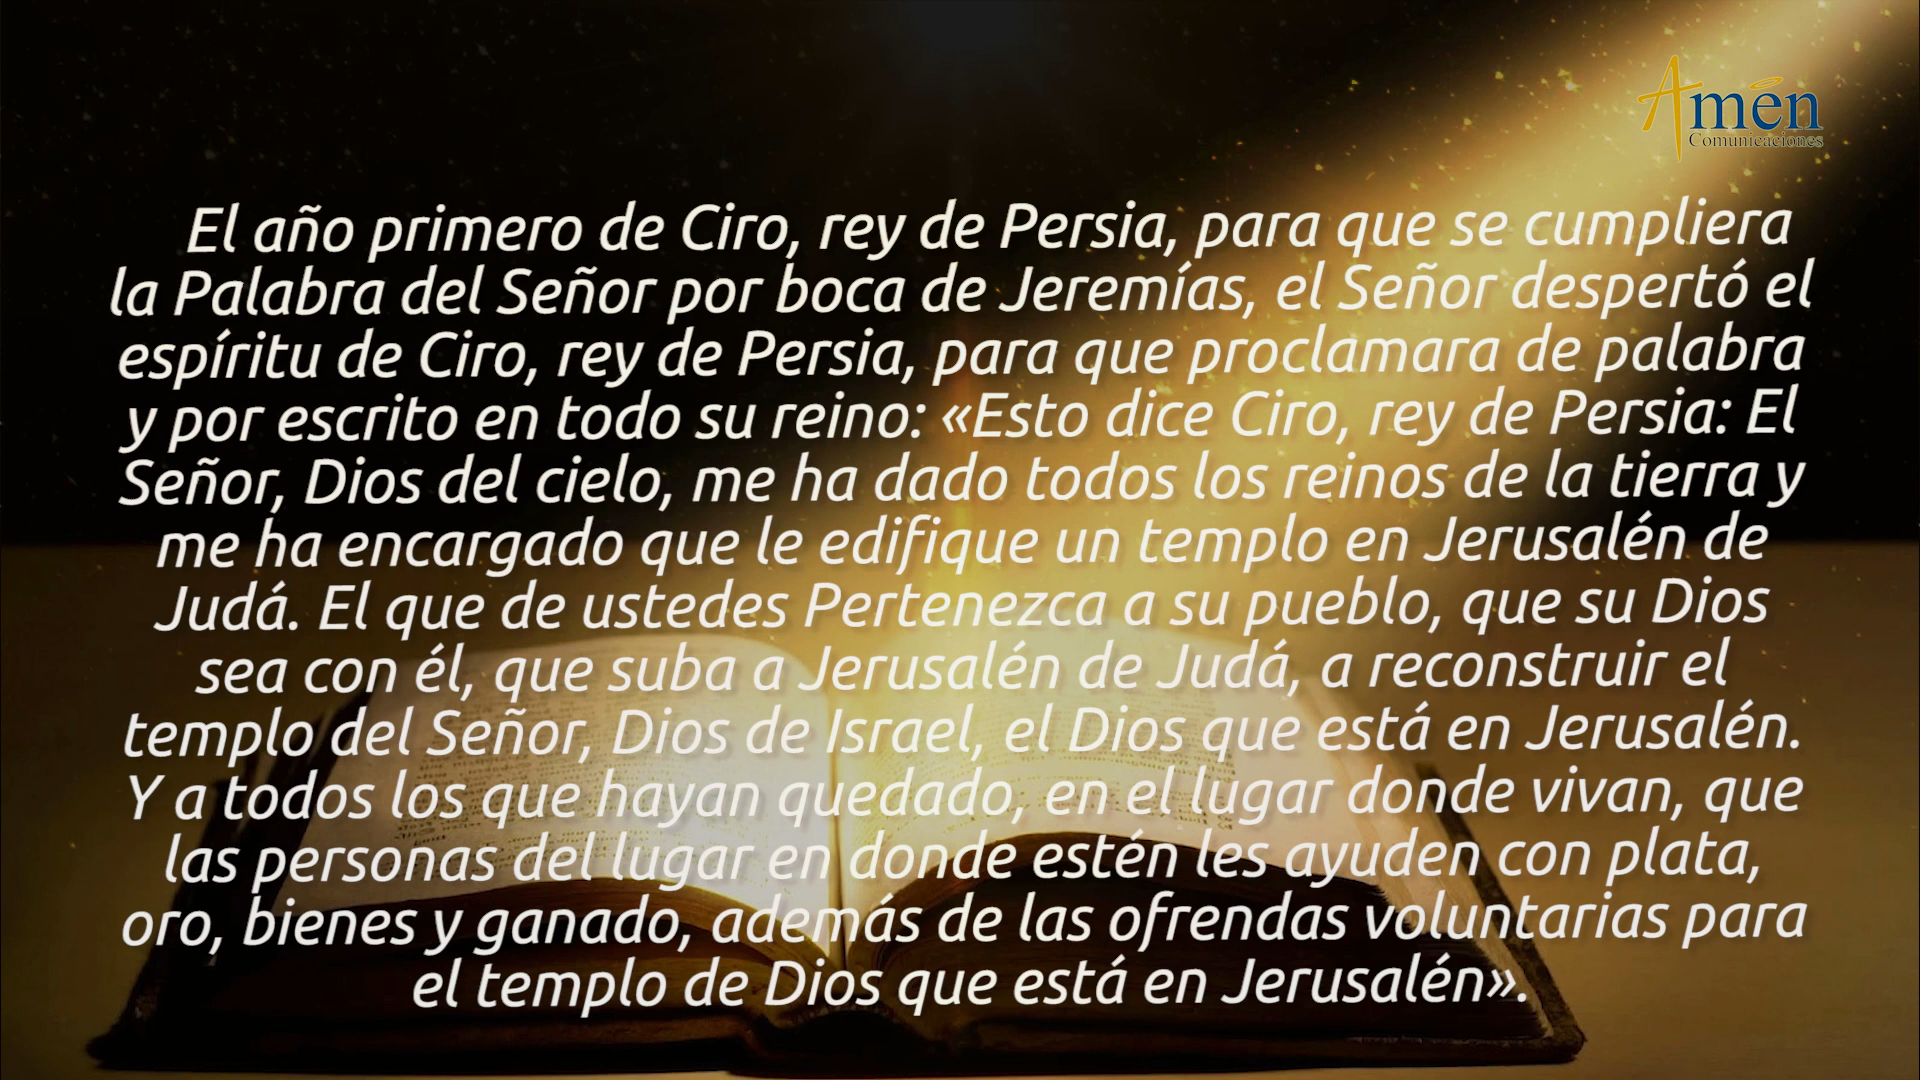 Amén
Comunicaciones
El año primero de Ciro, rey de Persia, para que se cumpliera
la Palabra del Señor por boca de Jeremías, el Señor despertó el
espíritu de Ciro, rey de Persia, para que proclamara de palabra
y por escrito en todo su reino: «Esto dice Ciro, rey de Persia: El
Señor, Dios del cielo, me ha dado todos los reinos de la tierra y
me ha encargado que le edifique un templo en Jerusalén de
Judá. El que de ustedes Pertenezca a su pueblo, que su Dios
sea con él, que suba a Jerusalén de Judá, a reconstruir el
templo del Señor, Dios de Israel, el Dios que está en Jerusalén.
Y a todos los que hayan quedado, en el lugar donde vivan, que
las personas del lugar en donde estén les ayuden con plata,
oro, bienes y ganado, además de las ofrendas voluntarias para
el templo de Dios que está en Jerusalén».